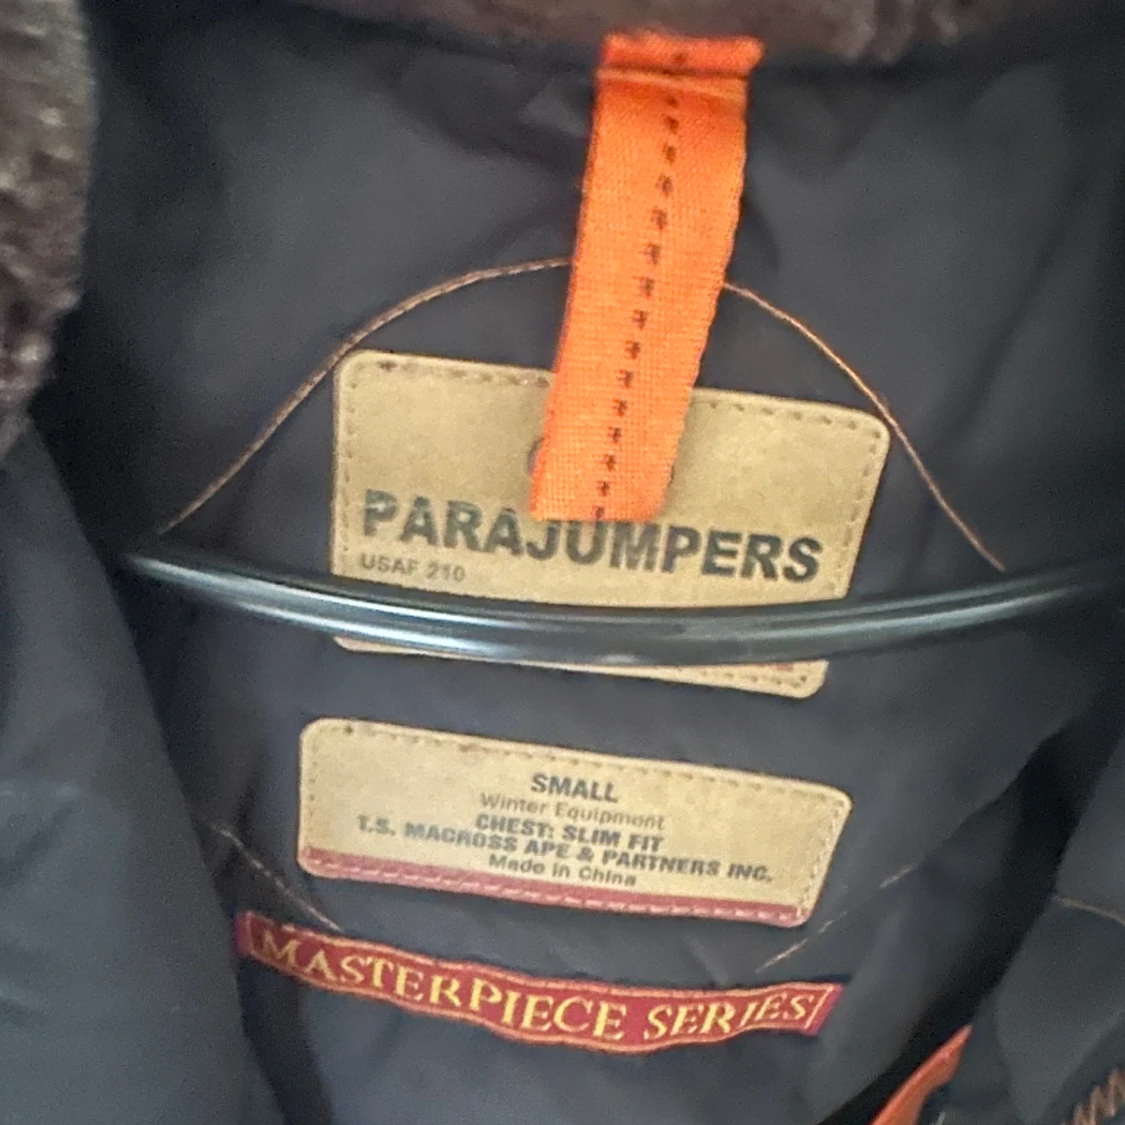 PARAJUMPERS
USAF 210
SMALL
Winter Equipment
CHEST: SLIM FIT
T.S. MACROSS APE & PARTNERS INC.
Made in China
MASTERPIECE SERIES